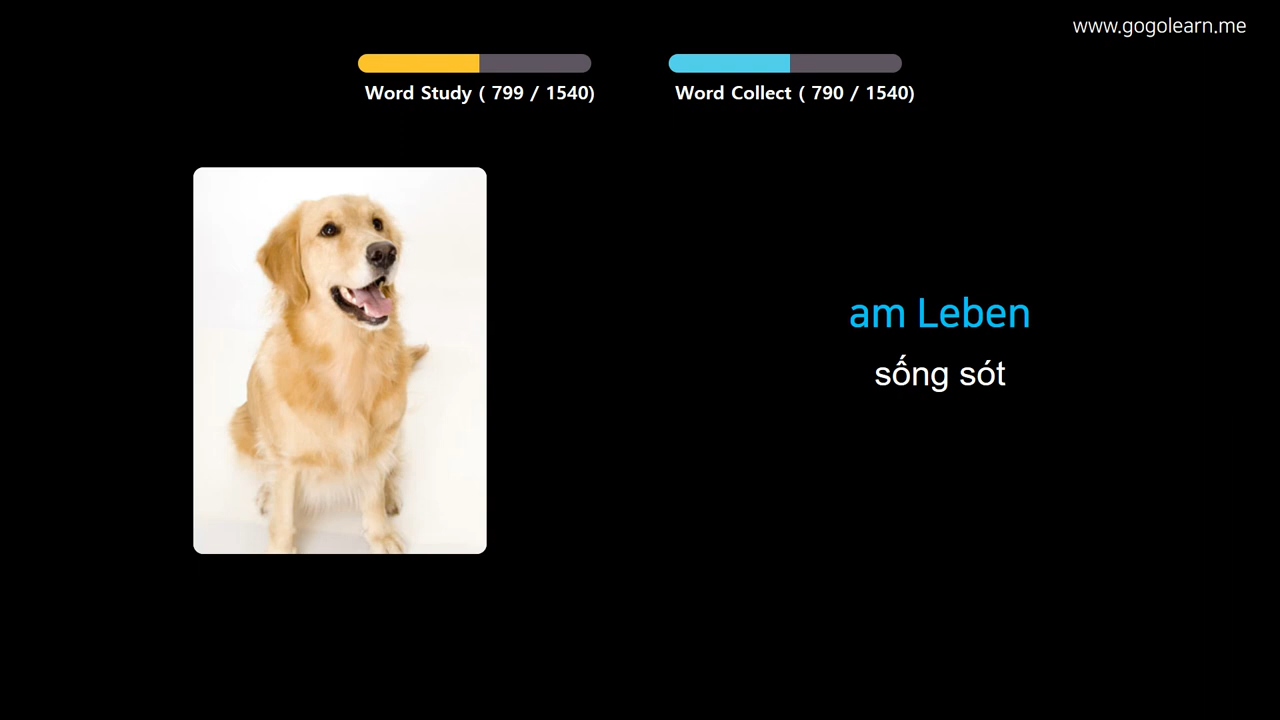 www.gogolearn.me
Word Study ( 799 / 1540)
Word Collect ( 790 / 1540)
am Leben
sống sót